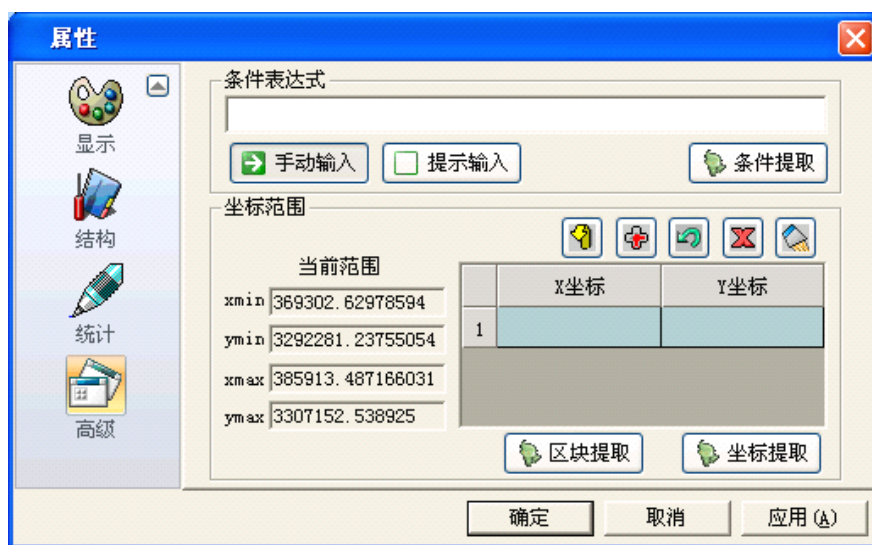 属性
显示
结构
统计
高级
条件表达式
手动输入 提示输入 条件提取
坐标范围
当前范围
xmin 369302.62978594
ymin 3292281.23755054
xmax 385913.487166031
ymax 3307152.538925
X坐标 Y坐标
1
区块提取 坐标提取
确定 取消 应用(A)